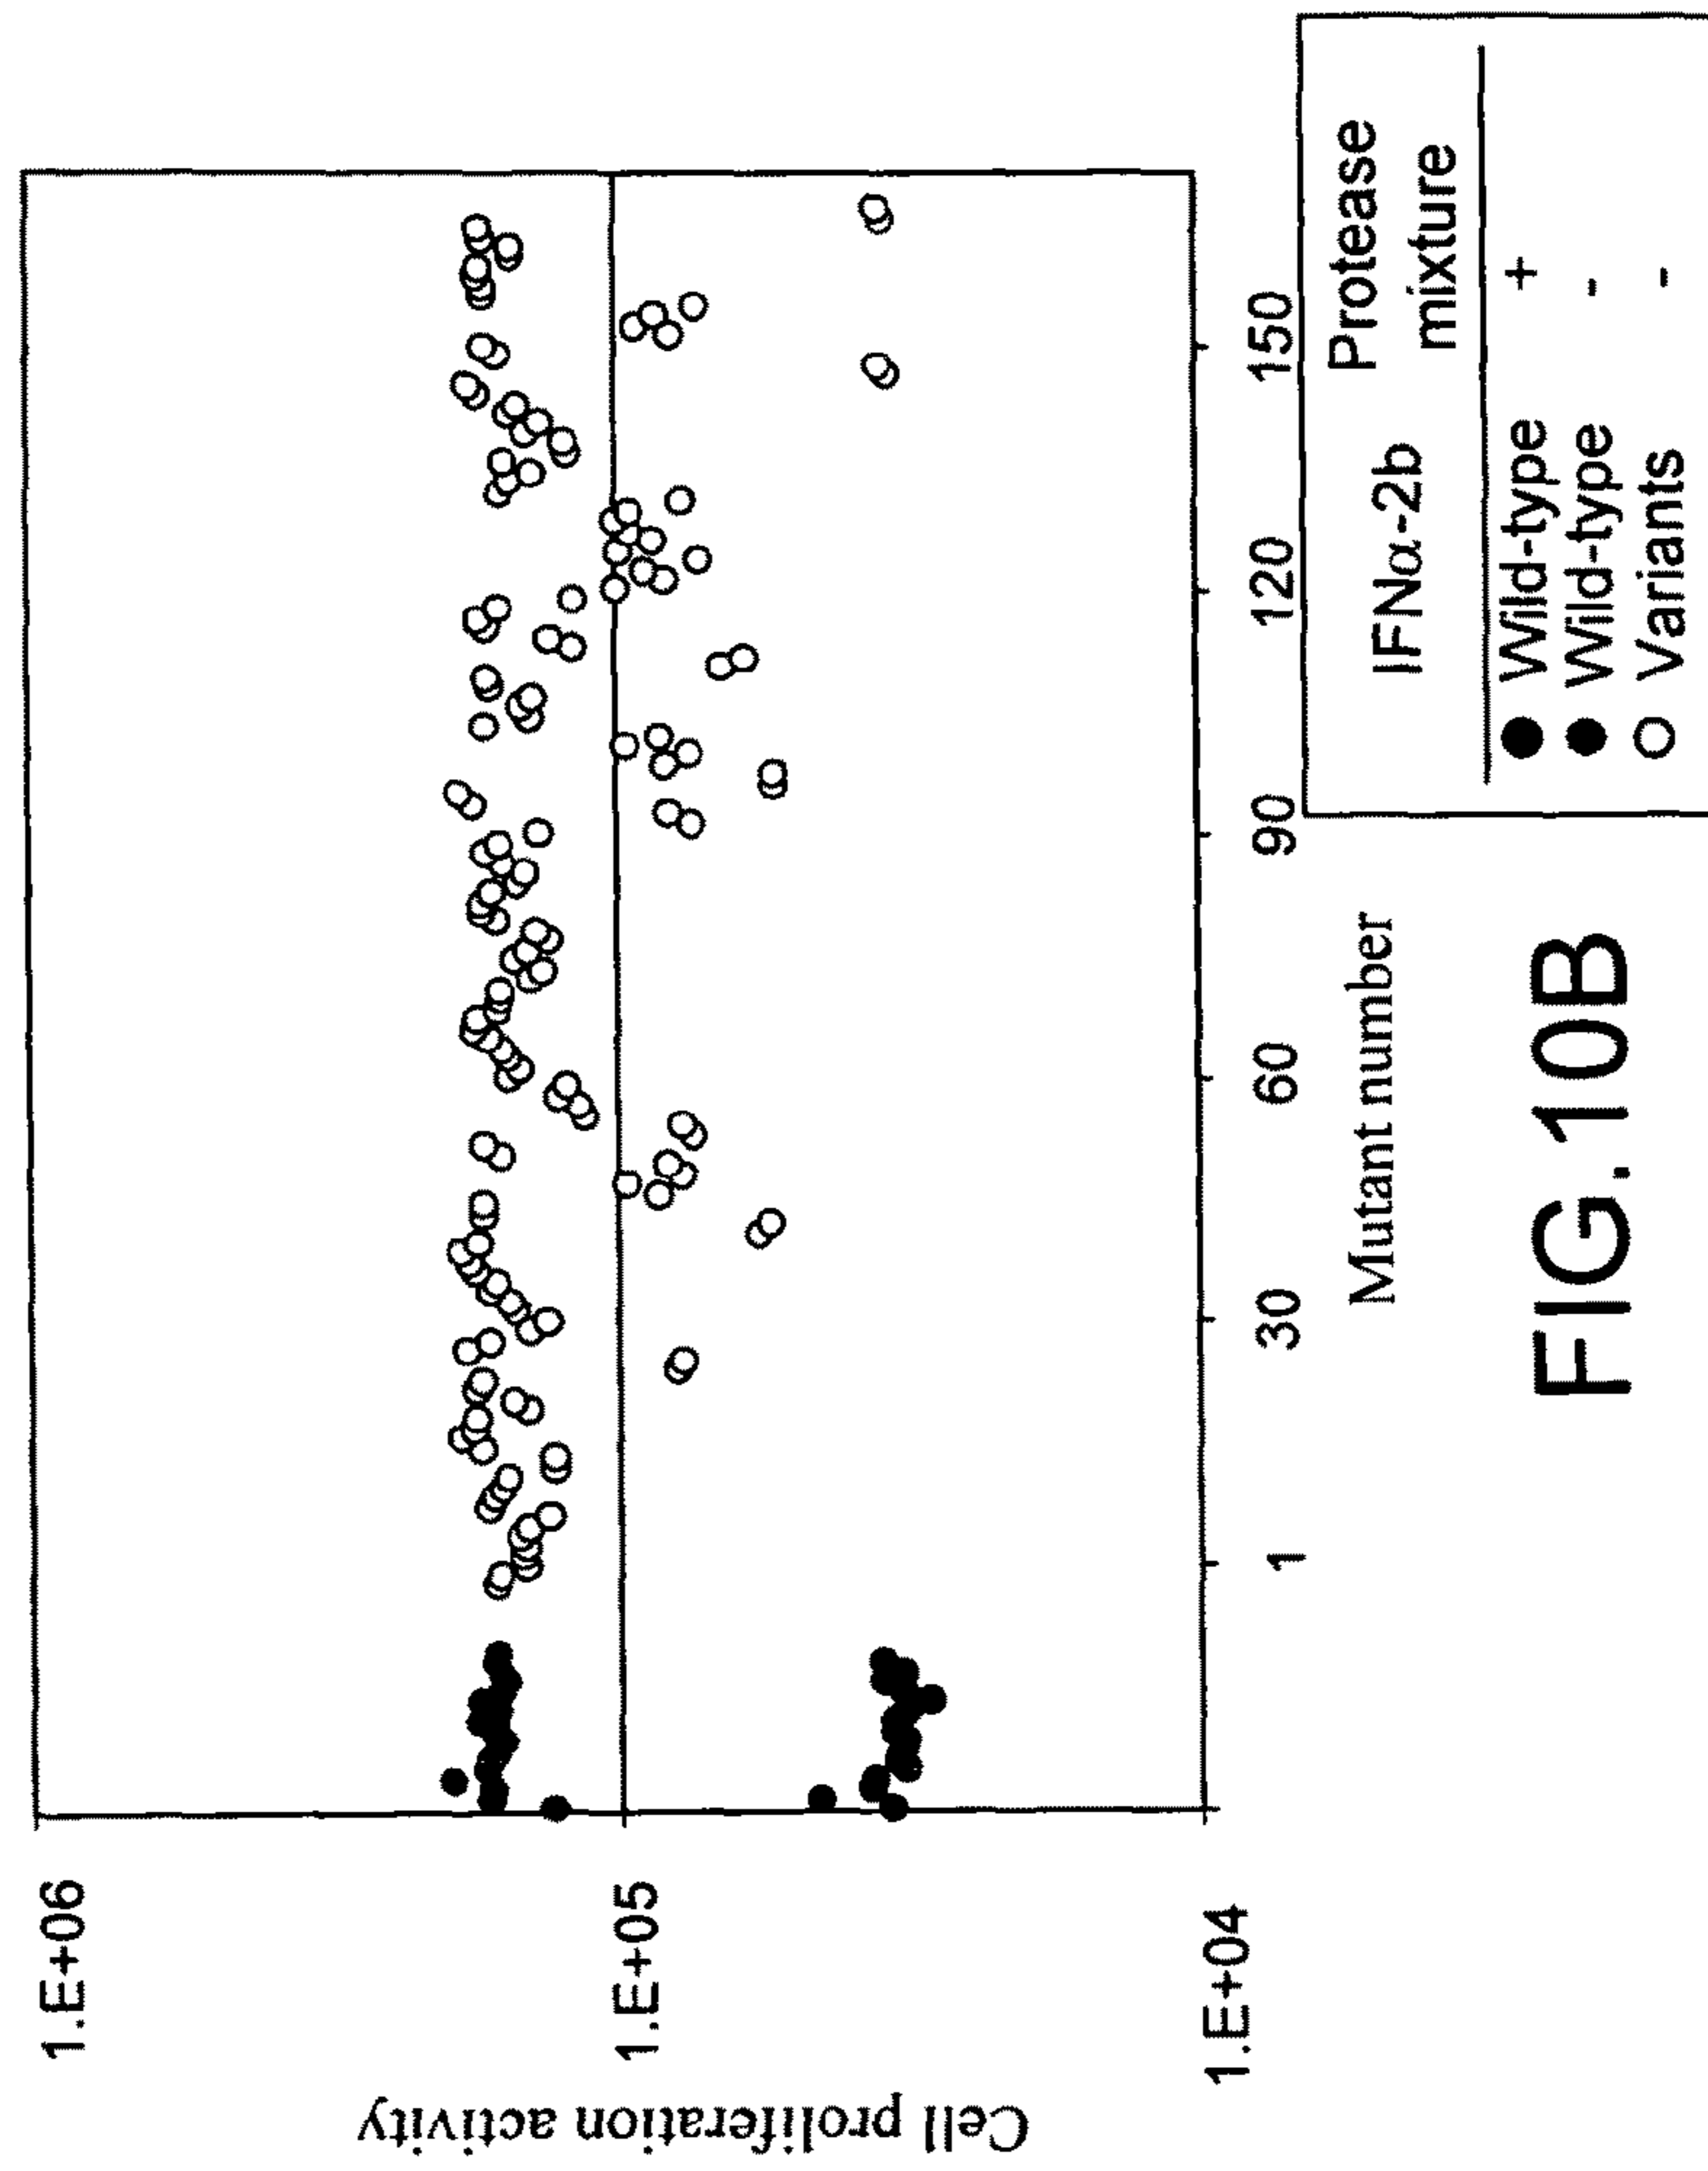 Cell proliferation activity
1.E+06
1.E+05
1.E+04
1 30 60 90 120 150
Mutant number
IFNα-2b Protease mixture
Wild-type +
Wild-type -
Variants -
FIG.10B